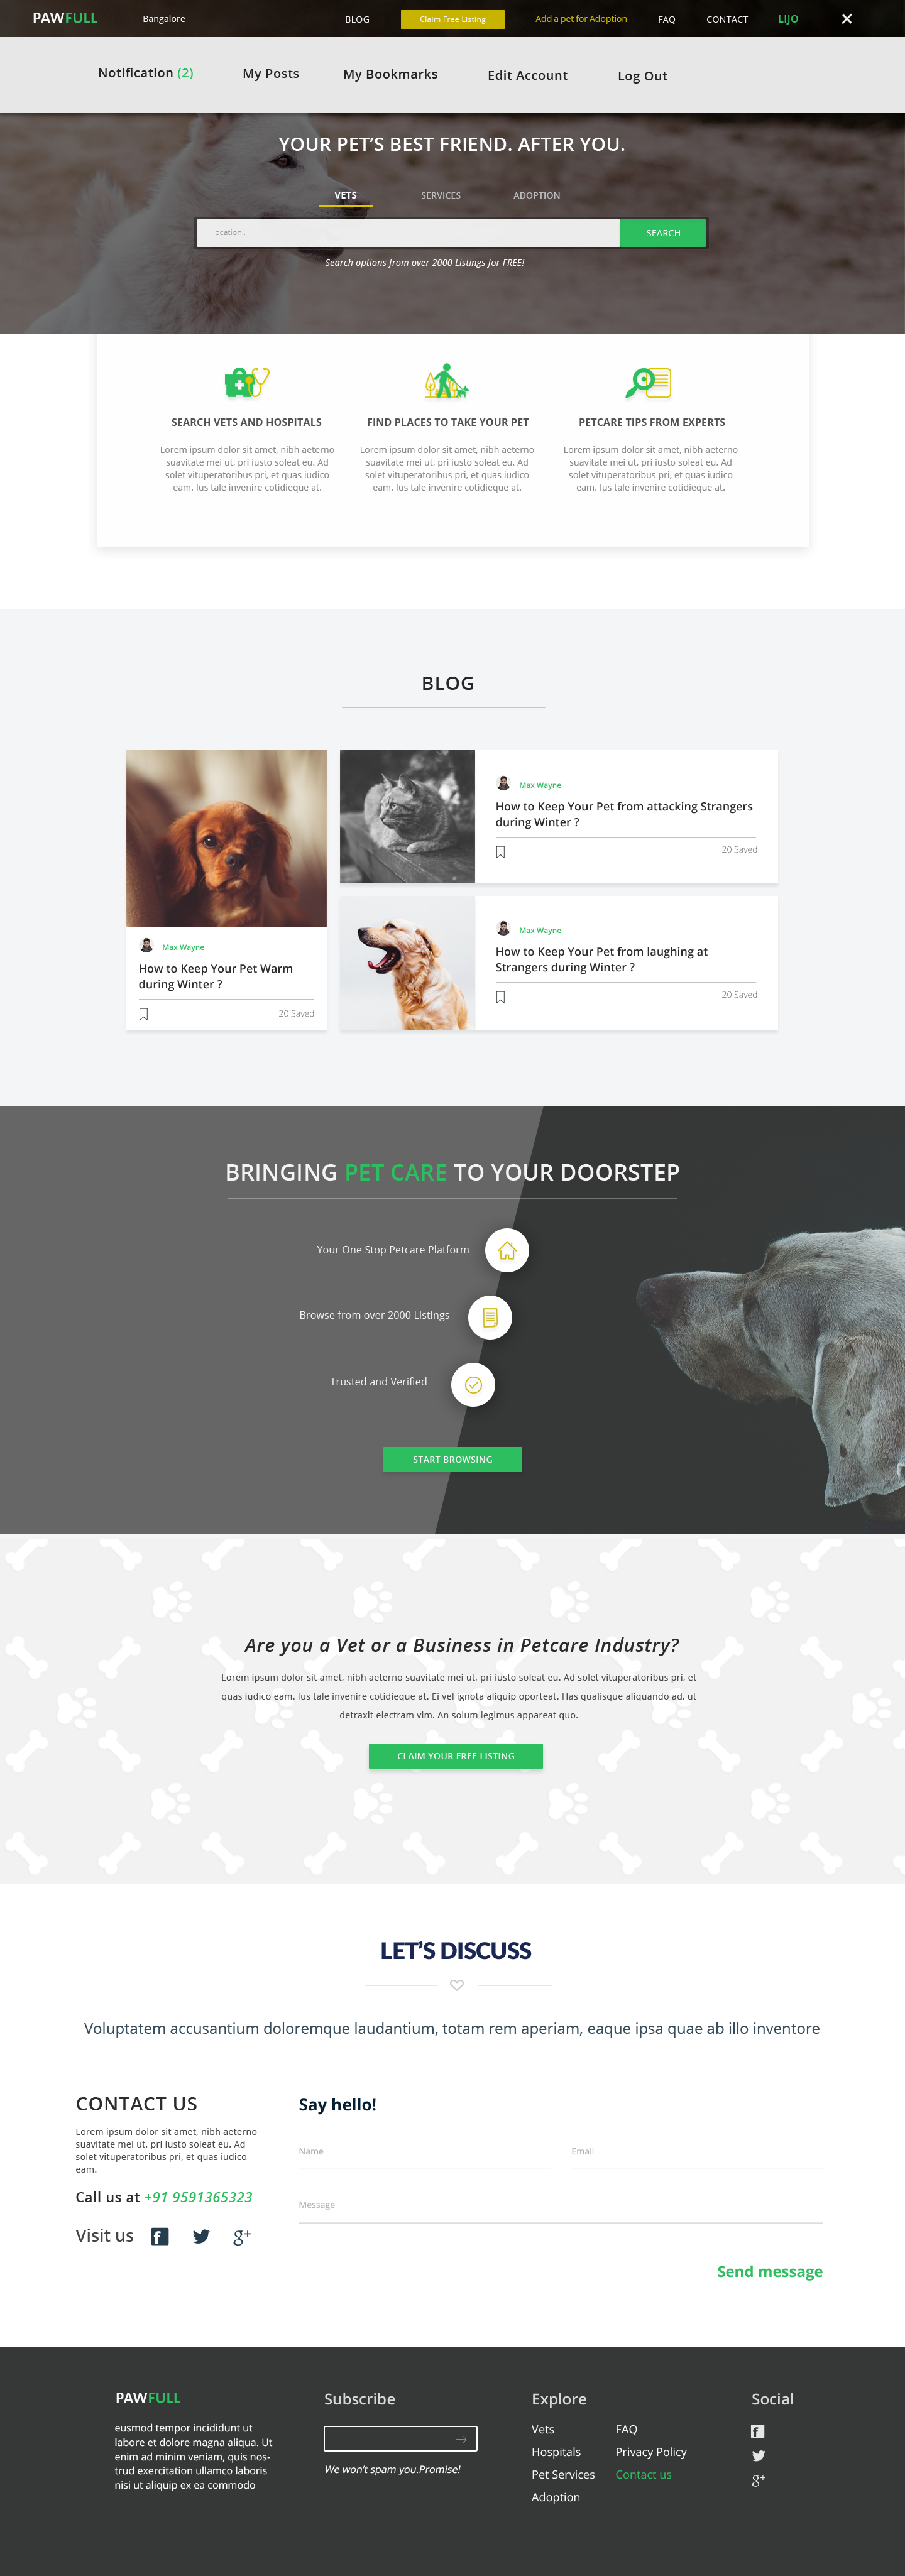 PAWFULL
Bangalore
BLOG
Claim Free Listing
Add a pet for Adoption
FAQ
CONTACT
LIJO
Notification (2)
My Posts
My Bookmarks
Edit Account
Log Out
YOUR PET'S BEST FRIEND. AFTER YOU.
VETS
SERVICES
ADOPTION
location..
SEARCH
Search options from over 2000 Listings for FREE!
SEARCH VETS AND HOSPITALS
Lorem ipsum dolor sit amet, nibh aeterno
suavitate mei ut, pri iusto soleat eu. Ad
solet vituperatoribus pri, et quas iudico
eam. Ius tale invenire cotidieque at.
FIND PLACES TO TAKE YOUR PET
Lorem ipsum dolor sit amet, nibh aeterno
suavitate mei ut, pri iusto soleat eu. Ad
solet vituperatoribus pri, et quas iudico
eam. Ius tale invenire cotidieque at.
PETCARE TIPS FROM EXPERTS
Lorem ipsum dolor sit amet, nibh aeterno
suavitate mei ut, pri iusto soleat eu. Ad
solet vituperatoribus pri, et quas iudico
eam. Ius tale invenire cotidieque at.
BLOG
Max Wayne
How to Keep Your Pet Warm
during Winter ?
20 Saved
Max Wayne
How to Keep Your Pet from attacking Strangers
during Winter ?
20 Saved
Max Wayne
How to Keep Your Pet from laughing at
Strangers during Winter ?
20 Saved
BRINGING PET CARE TO YOUR DOORSTEP
Your One Stop Petcare Platform
Browse from over 2000 Listings
Trusted and Verified
START BROWSING
Are you a Vet or a Business in Petcare Industry?
Lorem ipsum dolor sit amet, nibh aeterno suavitate mei ut, pri iusto soleat eu. Ad solet vituperatoribus pri, et
quas iudico eam. Ius tale invenire cotidieque at. Ei vel ignota aliquip oporteat. Has qualisque aliquando ad, ut
detraxit electram vim. An solum legimus appareat quo.
CLAIM YOUR FREE LISTING
LET'S DISCUSS
Voluptatem accusantium doloremque laudantium, totam rem aperiam, eaque ipsa quae ab illo inventore
CONTACT US
Lorem ipsum dolor sit amet, nibh aeterno
suavitate mei ut, pri iusto soleat eu. Ad
solet vituperatoribus pri, et quas iudico
eam.
Call us at +91 9591365323
Visit us
Say hello!
Name
Email
Message
Send message
PAWFULL
eusmod tempor incididunt ut
labore et dolore magna aliqua. Ut
enim ad minim veniam, quis nos-
trud exercitation ullamco laboris
nisi ut aliquip ex ea commodo
Subscribe
We won't spam you.Promise!
Explore
Vets
Hospitals
Pet Services
Adoption
FAQ
Privacy Policy
Contact us
Social